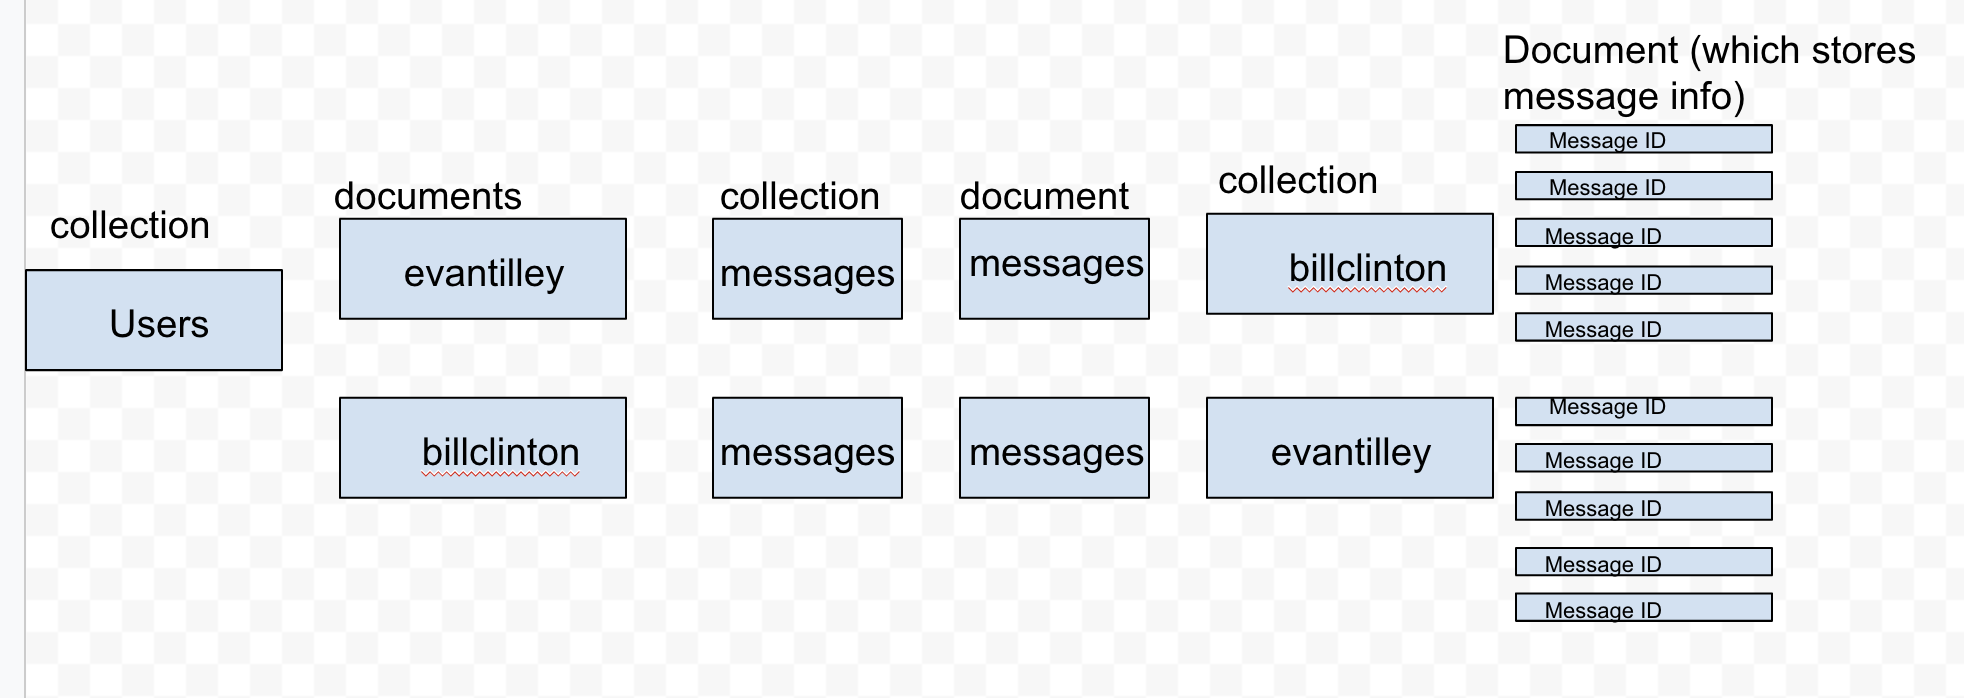 Document (which stores
message info)
collection
Users
documents
evantilley
billclinton
collection
messages
messages
document
messages
messages
collection
billclinton
evantilley
Message ID
Message ID
Message ID
Message ID
Message ID
Message ID
Message ID
Message ID
Message ID
Message ID